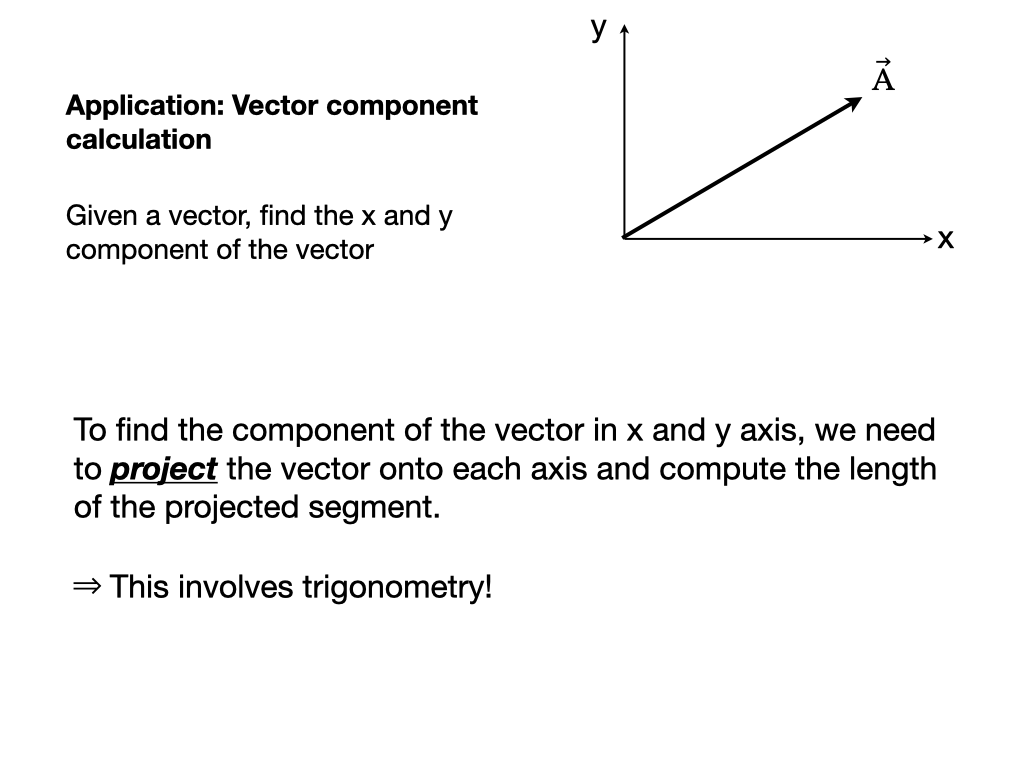 y
A⃗
Application: Vector component
calculation
Given a vector, find the x and y
component of the vector
x
To find the component of the vector in x and y axis, we need
to project the vector onto each axis and compute the length
of the projected segment.
⇒ This involves trigonometry!